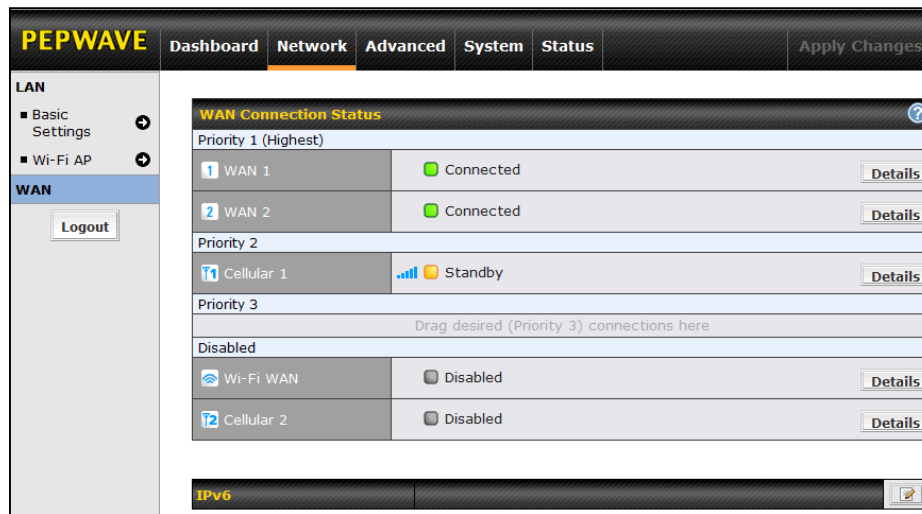 PEPWAVE
Dashboard Network Advanced System Status Apply Changes
LAN
Basic
Settings
Wi-Fi AP
WAN
Logout
WAN Connection Status ?
Priority 1 (Highest)
1 WAN 1 Connected Details
2 WAN 2 Connected Details
Priority 2
1 Cellular 1 Standby Details
Priority 3
Drag desired (Priority 3) connections here
Disabled
Wi-Fi WAN Disabled Details
2 Cellular 2 Disabled Details
IPv6